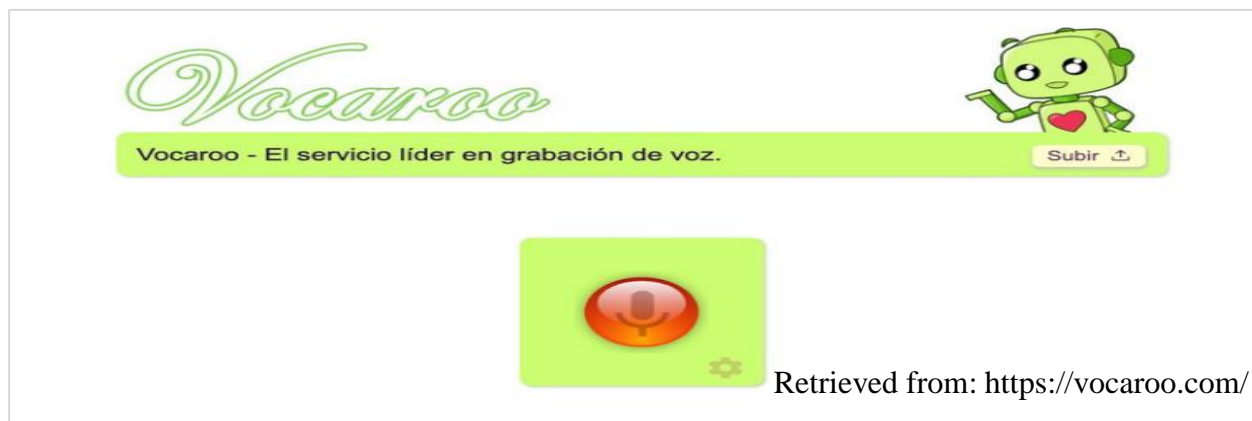 Vocaroo
Vocaroo - El servicio líder en grabación de voz.
Subir
Retrieved from: https://vocaroo.com/